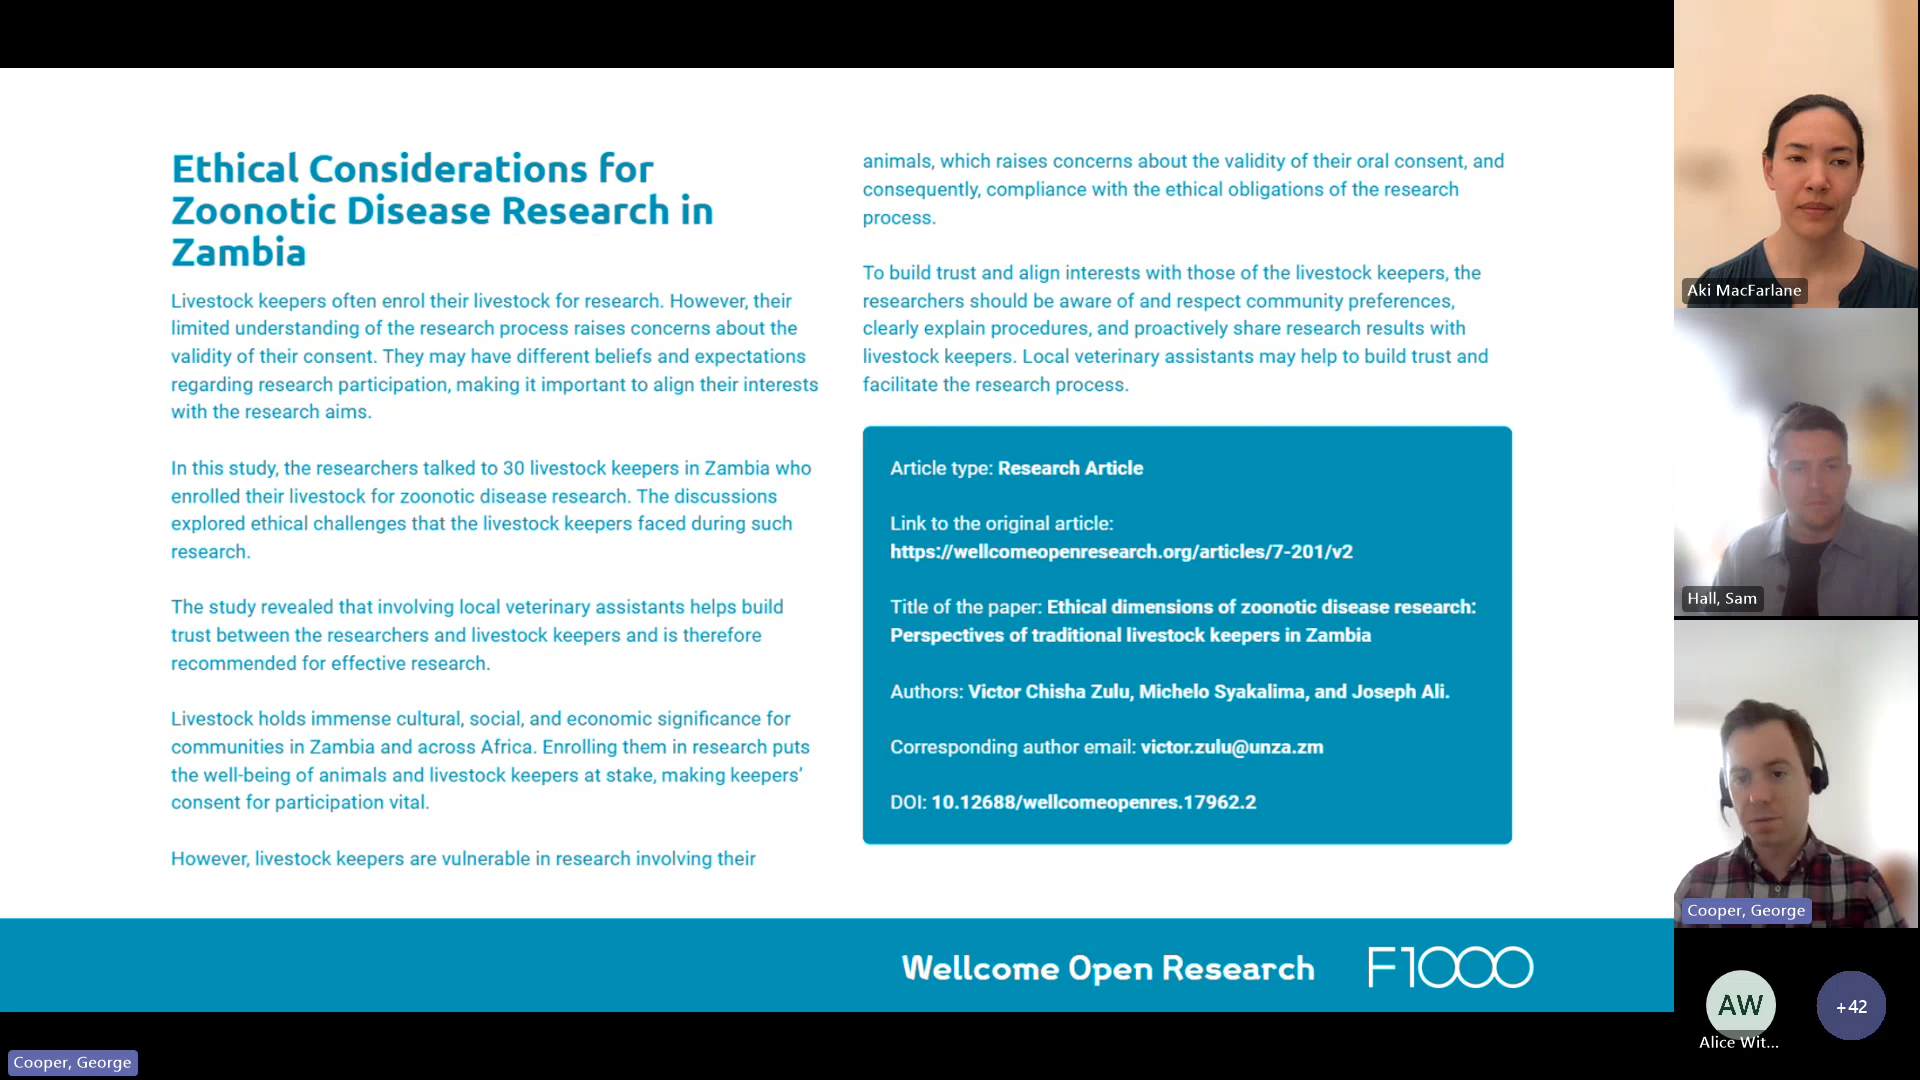 Ethical Considerations for
Zoonotic Disease Research in
Zambia
Livestock keepers often enrol their livestock for research. However, their
limited understanding of the research process raises concerns about the
validity of their consent. They may have different beliefs and expectations
regarding research participation, making it important to align their interests
with the research aims.
In this study, the researchers talked to 30 livestock keepers in Zambia who
enrolled their livestock for zoonotic disease research. The discussions
explored ethical challenges that the livestock keepers faced during such
research.
The study revealed that involving local veterinary assistants helps build
trust between the researchers and livestock keepers and is therefore
recommended for effective research.
Livestock holds immense cultural, social, and economic significance for
communities in Zambia and across Africa. Enrolling them in research puts
the well-being of animals and livestock keepers at stake, making keepers’
consent for participation vital.
However, livestock keepers are vulnerable in research involving their
animals, which raises concerns about the validity of their oral consent, and
consequently, compliance with the ethical obligations of the research
process.
To build trust and align interests with those of the livestock keepers, the
researchers should be aware of and respect community preferences,
clearly explain procedures, and proactively share research results with
livestock keepers. Local veterinary assistants may help to build trust and
facilitate the research process.
Article type: Research Article
Link to the original article:
https://wellcomeopenresearch.org/articles/7-201/v2
Title of the paper: Ethical dimensions of zoonotic disease research:
Perspectives of traditional livestock keepers in Zambia
Authors: Victor Chisha Zulu, Michelo Syakalima, and Joseph Ali.
Corresponding author email: victor.zulu@unza.zm
DOI: 10.12688/wellcomeopenres.17962.2
Wellcome Open Research
F1000
Aki MacFarlane
Hall, Sam
Cooper, George
AW
Alice Wit...
+42
Cooper, George